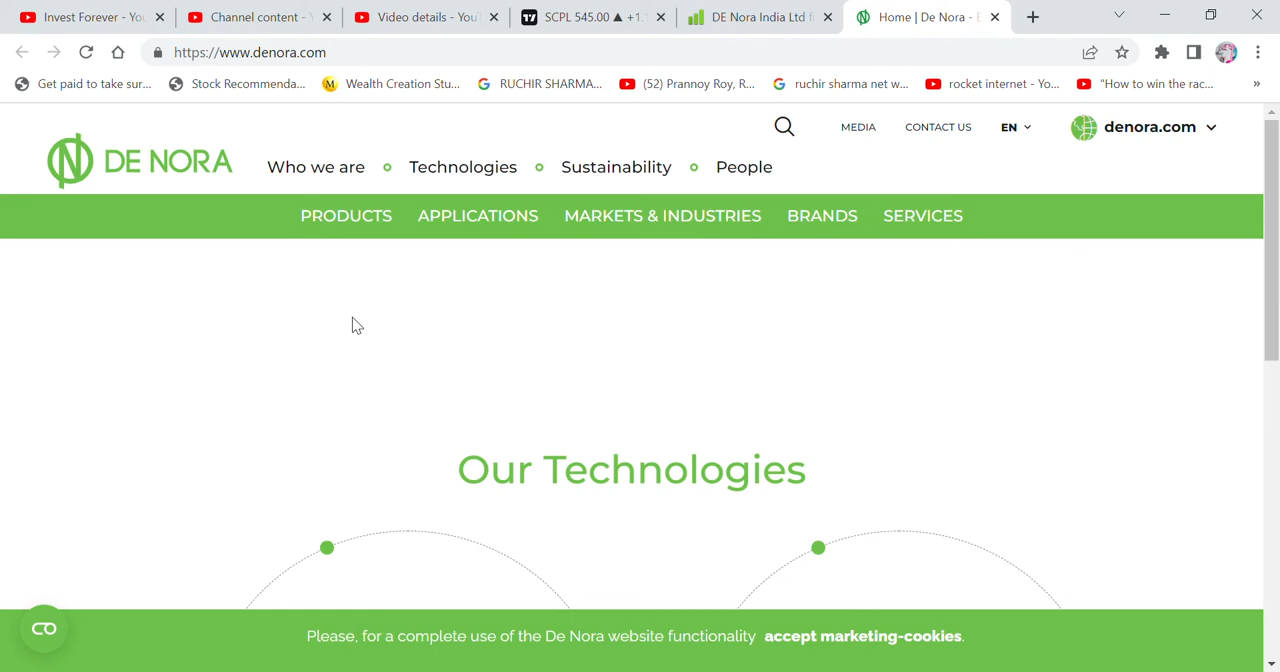 Invest Forever - You
Channel content - Y
Video details - YouT
SCPL 545.00 ▲ +1.
DE Nora India Ltd fi
Home | De Nora - E
https://www.denora.com
Get paid to take sur...
Stock Recommenda...
Wealth Creation Stu...
RUCHIR SHARMA...
(52) Prannoy Roy, R...
ruchir sharma net w...
rocket internet - Yo...
"How to win the rac...
»
MEDIA
CONTACT US
EN
denora.com
DE NORA
Who we are
Technologies
Sustainability
People
PRODUCTS
APPLICATIONS
MARKETS & INDUSTRIES
BRANDS
SERVICES
Our Technologies
Please, for a complete use of the De Nora website functionality accept marketing-cookies.